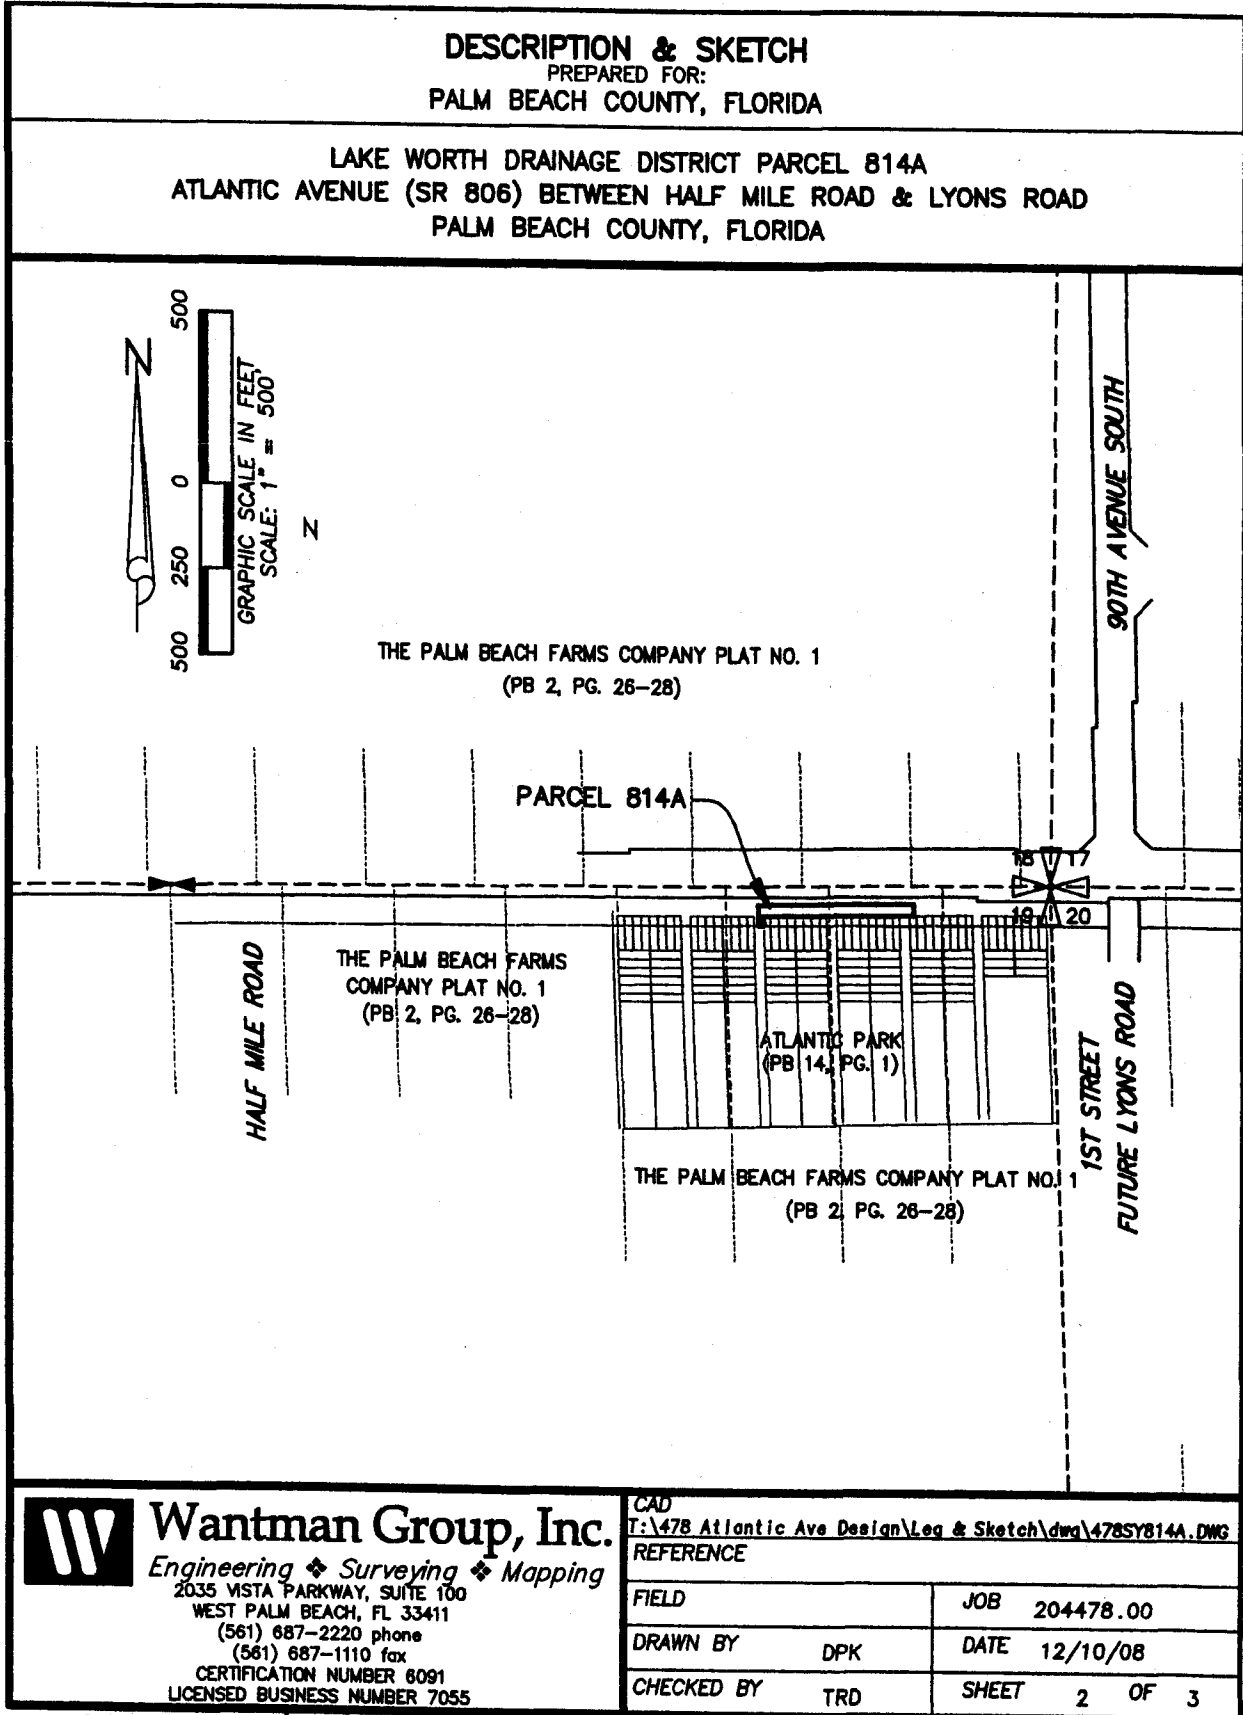 DESCRIPTION & SKETCH
PREPARED FOR:
PALM BEACH COUNTY, FLORIDA
LAKE WORTH DRAINAGE DISTRICT PARCEL 814A
ATLANTIC AVENUE (SR 806) BETWEEN HALF MILE ROAD & LYONS ROAD
PALM BEACH COUNTY, FLORIDA
N
500
0
250
500
GRAPHIC SCALE IN FEET
SCALE: 1" = 500'
N
90TH AVENUE SOUTH
THE PALM BEACH FARMS COMPANY PLAT NO. 1
(PB 2, PG. 26-28)
PARCEL 814A
18
17
19
20
HALF MILE ROAD
THE PALM BEACH FARMS
COMPANY PLAT NO. 1
(PB 2, PG. 26-28)
ATLANTIC PARK
(PB 14, PG. 1)
1ST STREET
FUTURE LYONS ROAD
THE PALM BEACH FARMS COMPANY PLAT NO. 1
(PB 2, PG. 26-28)
W
Wantman Group, Inc.
Engineering ❖ Surveying ❖ Mapping
2035 VISTA PARKWAY, SUITE 100
WEST PALM BEACH, FL 33411
(561) 687-2220 phone
(561) 687-1110 fax
CERTIFICATION NUMBER 6091
LICENSED BUSINESS NUMBER 7055
CAD
T:\478 Atlantic Ave Design\Leg & Sketch\dwg\478SY814A.DWG
REFERENCE
FIELD
JOB 204478.00
DRAWN BY DPK
DATE 12/10/08
CHECKED BY TRD
SHEET 2 OF 3